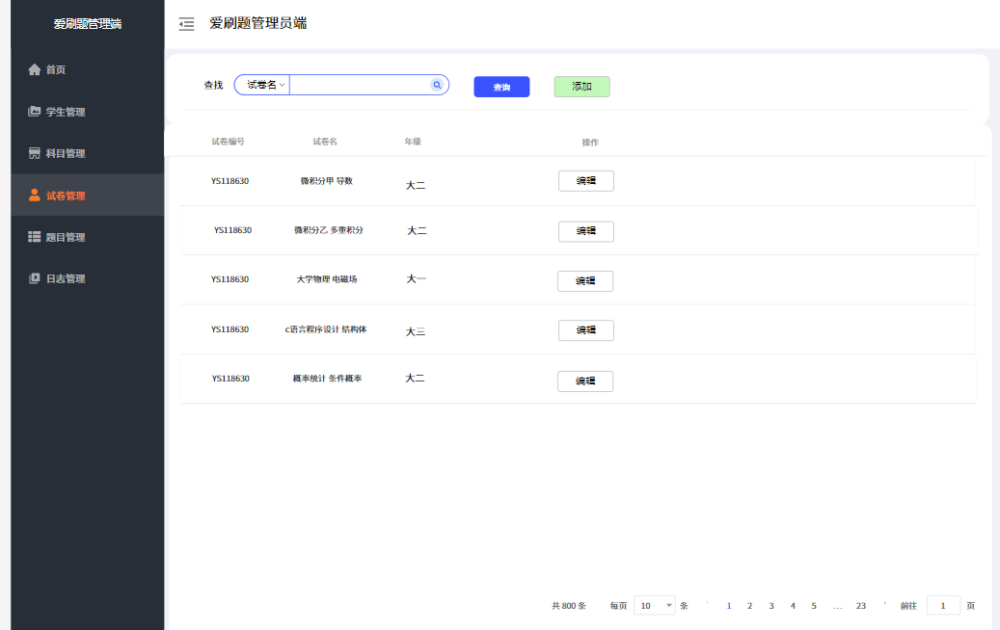 爱刷题管理端
爱刷题管理员端
首页
学生管理
科目管理
试卷管理
题目管理
日志管理
查找 试卷名 查询 添加
试卷编号 试卷名 年级 操作
YS118630 微积分甲 导数 大二 编辑
YS118630 微积分乙 多重积分 大二 编辑
YS118630 大学物理 电磁场 大一 编辑
YS118630 c语言程序设计 结构体 大三 编辑
YS118630 概率统计 条件概率 大二 编辑
共 800 条 每页 10 条 1 2 3 4 5 ... 23 前往 1 页